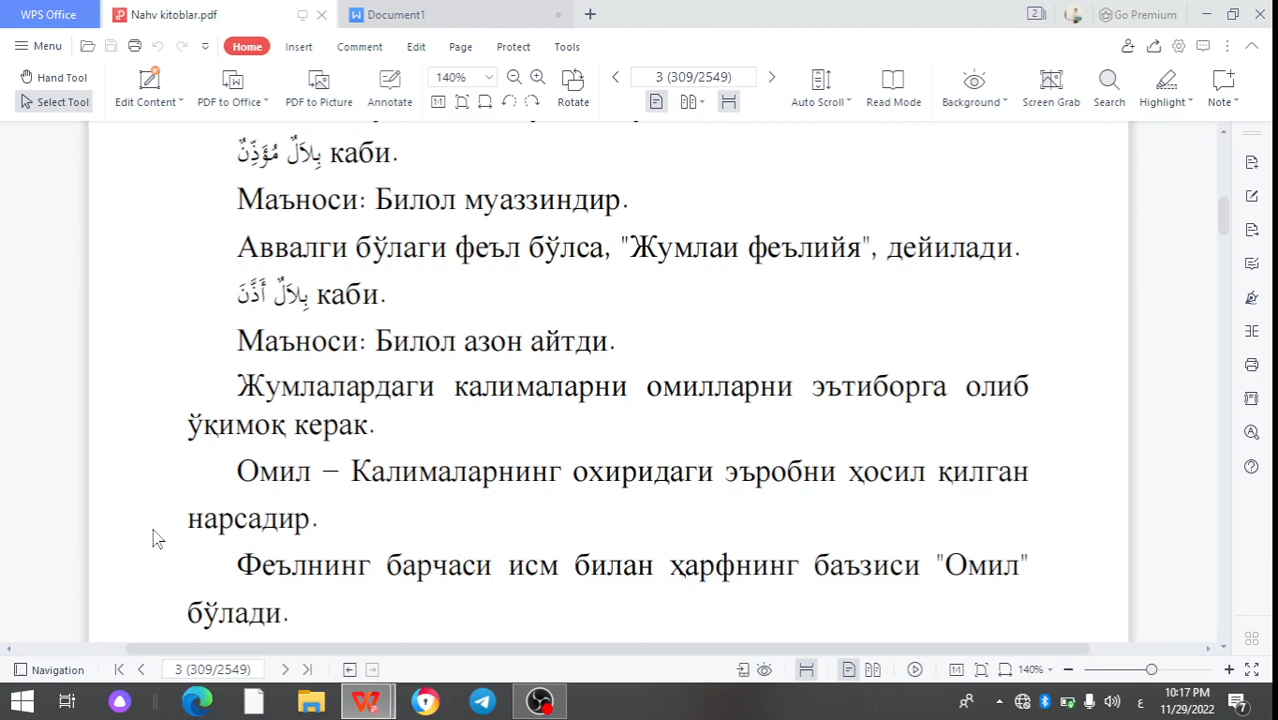 WPS Office
Nahv kitoblar.pdf
Document1
Go Premium
Menu
Home
Insert
Comment
Edit
Page
Protect
Tools
Hand Tool
Select Tool
Edit Content
PDF to Office
PDF to Picture
Annotate
140%
3 (309/2549)
Rotate
Auto Scroll
Read Mode
Background
Screen Grab
Search
Highlight
Note
بِلاَلٌ مُؤَذِّنٌ каби.
Маъноси: Билол муаззиндир.
Аввалги бўлаги феъл бўлса, "Жумлаи феълийя", дейилади.
بِلاَلٌ أَذَّنَ каби.
Маъноси: Билол азон айтди.
Жумлалардаги калималарни омилларни эътиборга олиб
ўқимоқ керак.
Омил – Калималарнинг охиридаги эъробни ҳосил қилган
нарсадир.
Феълнинг барчаси исм билан ҳарфнинг баъзиси "Омил"
бўлади.
Navigation
3 (309/2549)
140%
10:17 PM
11/29/2022